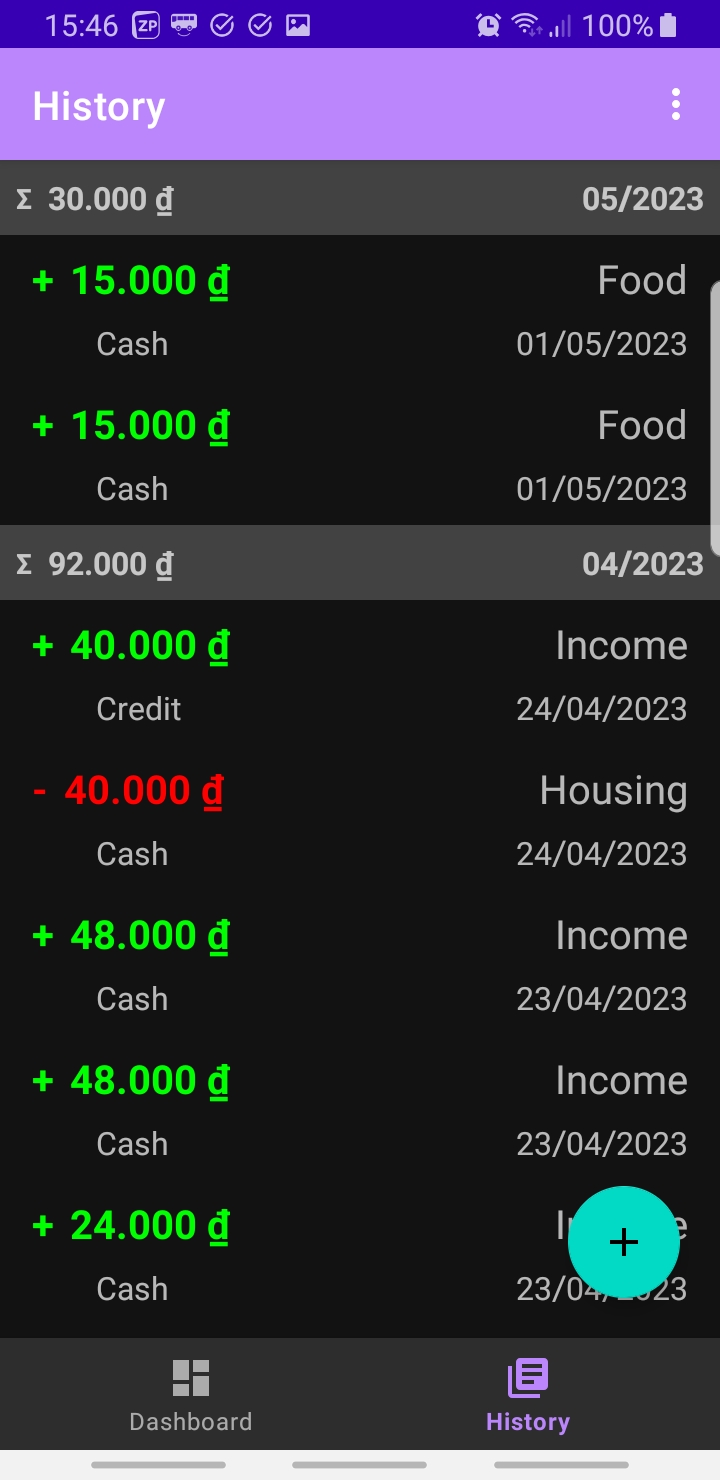 15:46 ZP 100%
History
Σ 30.000 ₫ 05/2023
+ 15.000 ₫ Food
Cash 01/05/2023
+ 15.000 ₫ Food
Cash 01/05/2023
Σ 92.000 ₫ 04/2023
+ 40.000 ₫ Income
Credit 24/04/2023
- 40.000 ₫ Housing
Cash 24/04/2023
+ 48.000 ₫ Income
Cash 23/04/2023
+ 48.000 ₫ Income
Cash 23/04/2023
+ 24.000 ₫
Cash 23/04/2023
+
Dashboard History